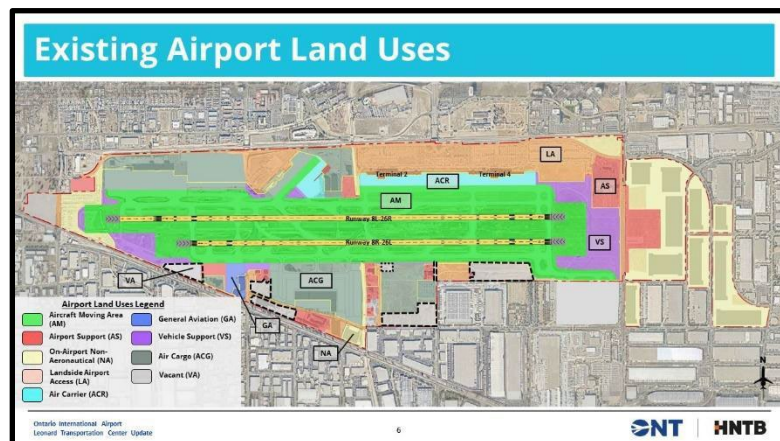 Existing Airport Land Uses
LA
Terminal 2
Terminal 4
ACR
AS
AM
Runway 8L-26R
Runway 8R-26L
VS
VA
ACG
GA
NA
Airport Land Uses Legend
Aircraft Moving Area
(AM)
Airport Support (AS)
On-Airport Non-
Aeronautical (NA)
Landside Airport
Access (LA)
Air Carrier (ACR)
General Aviation (GA)
Vehicle Support (VS)
Air Cargo (ACG)
Vacant (VA)
N
Ontario International Airport
Leonard Transportation Center Update
6
ONT
HNTB